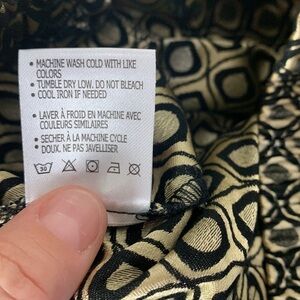 • MACHINE WASH COLD WITH LIKE
COLORS
• TUMBLE DRY LOW. DO NOT BLEACH
• COOL IRON IF NEEDED
• LAVER À FROID EN MACHINE AVEC
COULEURS SIMILAIRES
• SECHER À LA MACHINE CYCLE
DOUX. NE PAS JAVELLISER
30